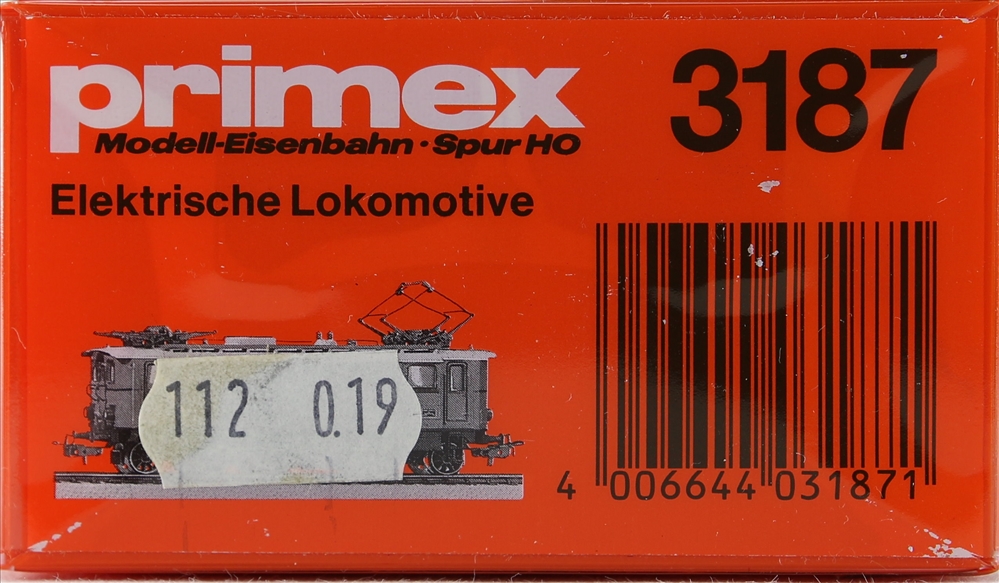 primex 3187
Modell-Eisenbahn · Spur HO
Elektrische Lokomotive
112 0.19
4 006644 031871